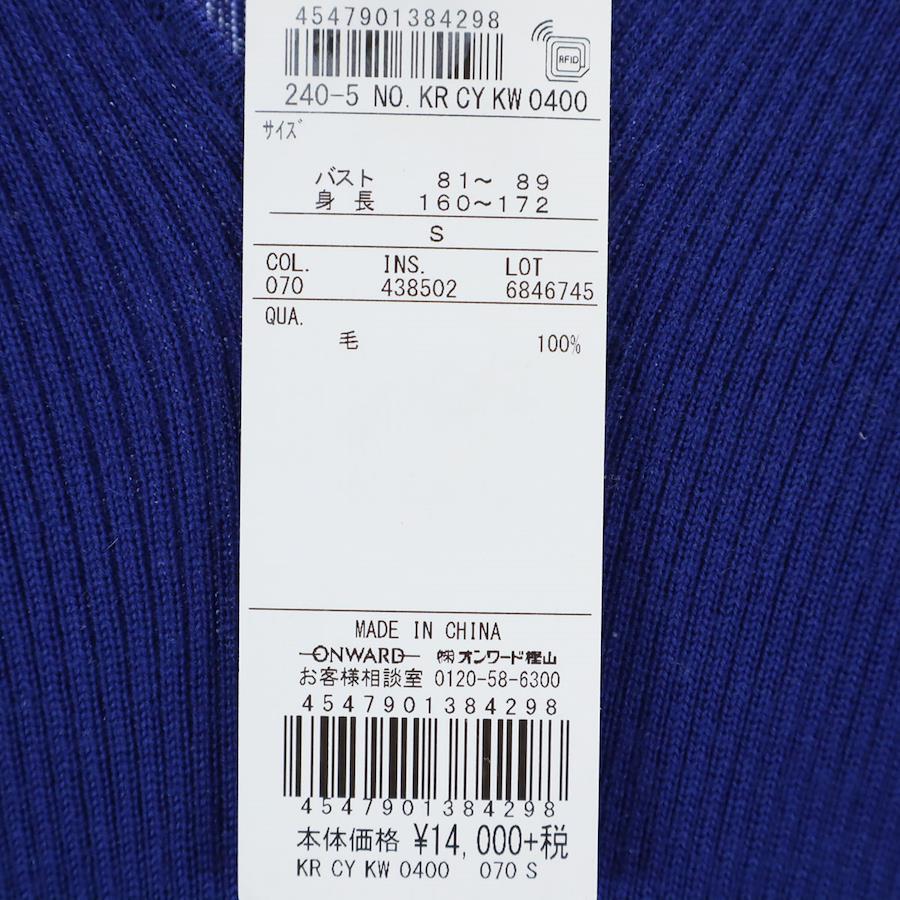 4547901384298
RFID
240-5 NO. KR CY KW 0400
サイズ
バスト 81～ 89
身長 160～172
S
COL. INS. LOT
070 438502 6846745
QUA.
毛 100%
MADE IN CHINA
ONWARD ㈱オンワード樫山
お客様相談室 0120-58-6300
4547901384298
4547901384298
本体価格 ¥14,000+税
KR CY KW 0400 070 S